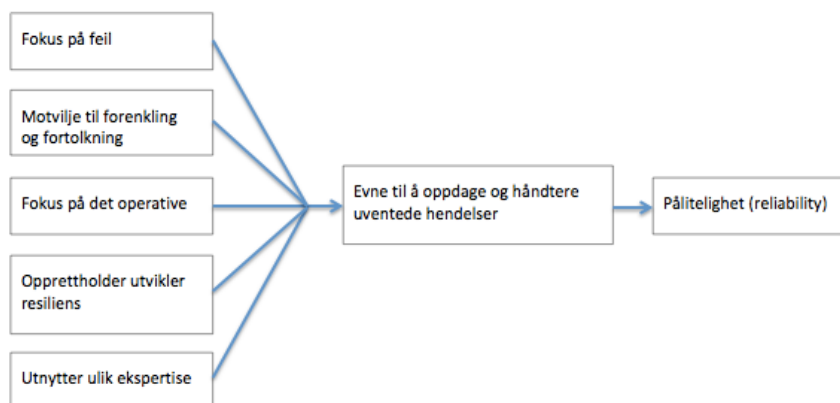 Fokus på feil
Motvilje til forenkling
og fortolkning
Fokus på det operative
Opprettholder utvikler
resiliens
Utnytter ulik ekspertise
Evne til å oppdage og håndtere
uventede hendelser
Pålitelighet (reliability)